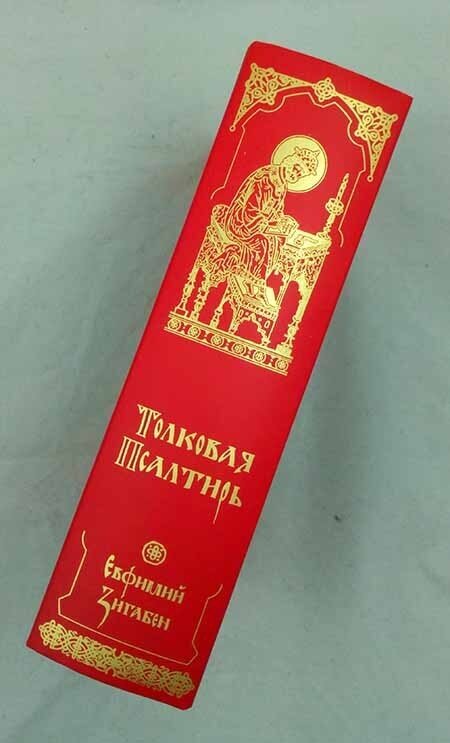 Толковая
Псалтирь
Евфимий
Зигабен